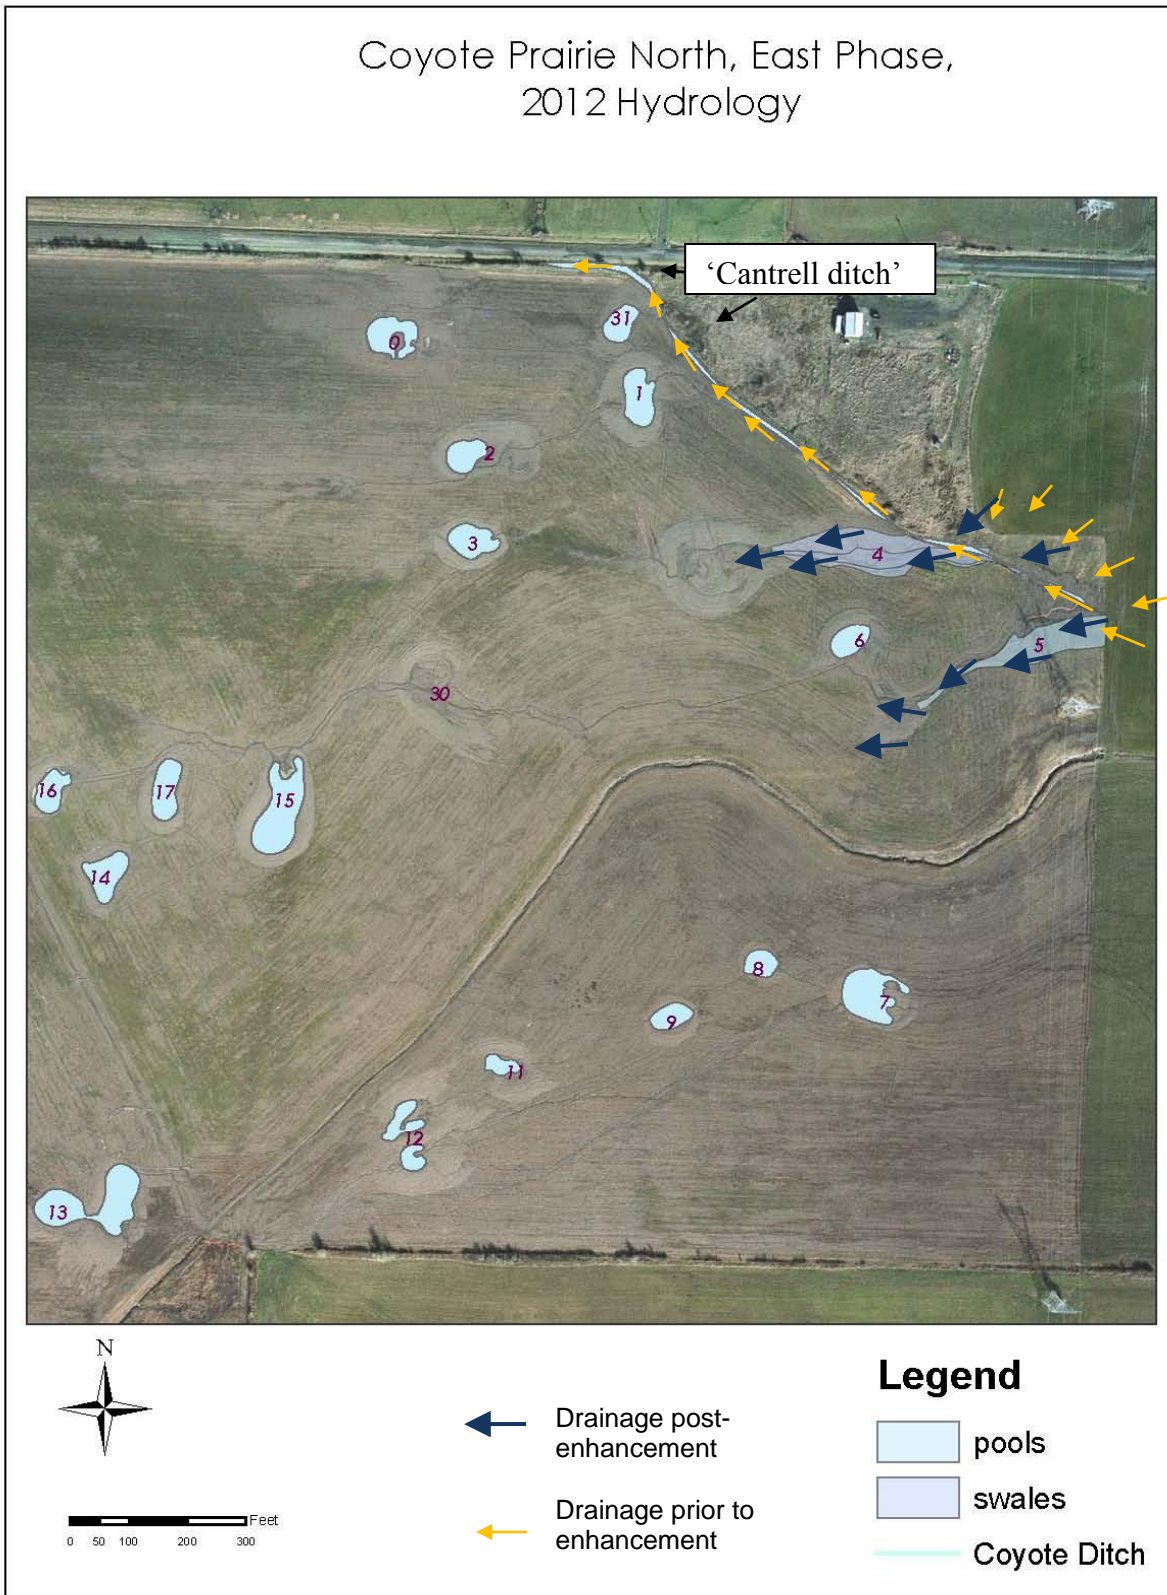 Coyote Prairie North, East Phase,
2012 Hydrology
'Cantrell ditch'
31
0
1
2
3
4
5
6
30
16
17
15
14
8
7
9
11
12
13
N
Feet
0 50 100 200 300
Drainage post-
enhancement
Drainage prior to
enhancement
Legend
pools
swales
Coyote Ditch